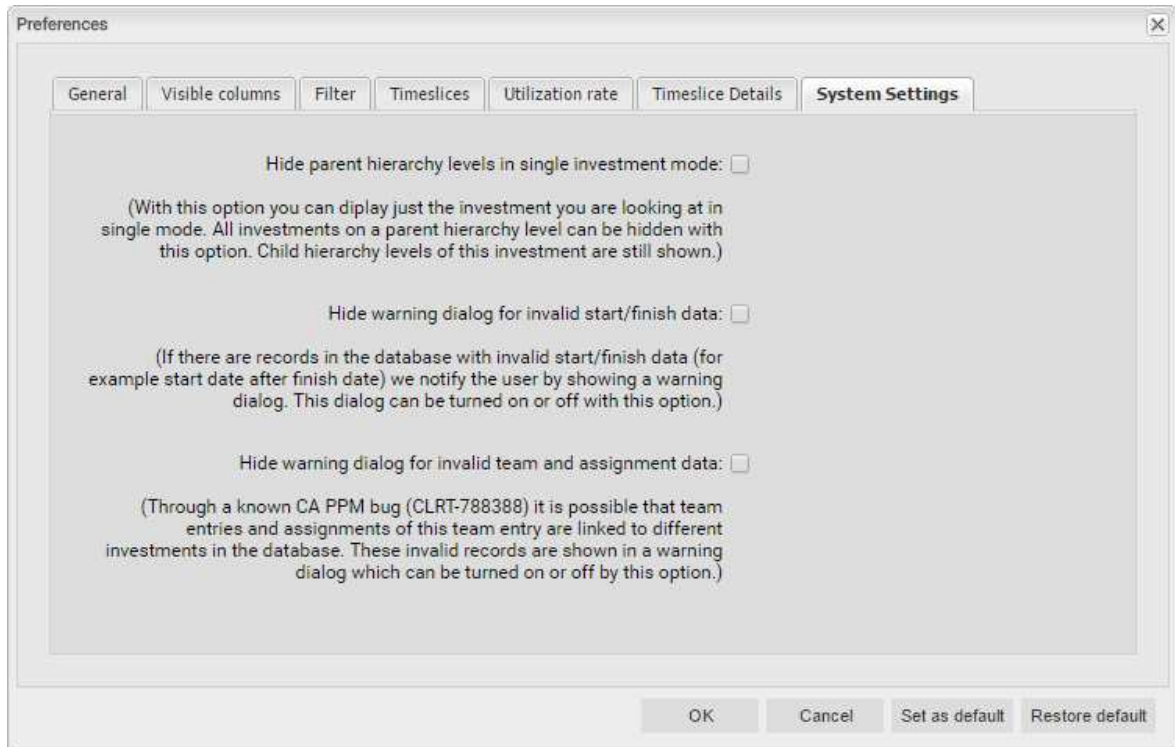 Preferences
General Visible columns Filter Timeslices Utilization rate Timeslice Details System Settings
Hide parent hierarchy levels in single investment mode:
(With this option you can diplay just the investment you are looking at in
single mode. All investments on a parent hierarchy level can be hidden with
this option. Child hierarchy levels of this investment are still shown.)
Hide warning dialog for invalid start/finish data:
(If there are records in the database with invalid start/finish data (for
example start date after finish date) we notify the user by showing a warning
dialog. This dialog can be turned on or off with this option.)
Hide warning dialog for invalid team and assignment data:
(Through a known CA PPM bug (CLRT-788388) it is possible that team
entries and assignments of this team entry are linked to different
investments in the database. These invalid records are shown in a warning
dialog which can be turned on or off by this option.)
OK Cancel Set as default Restore default